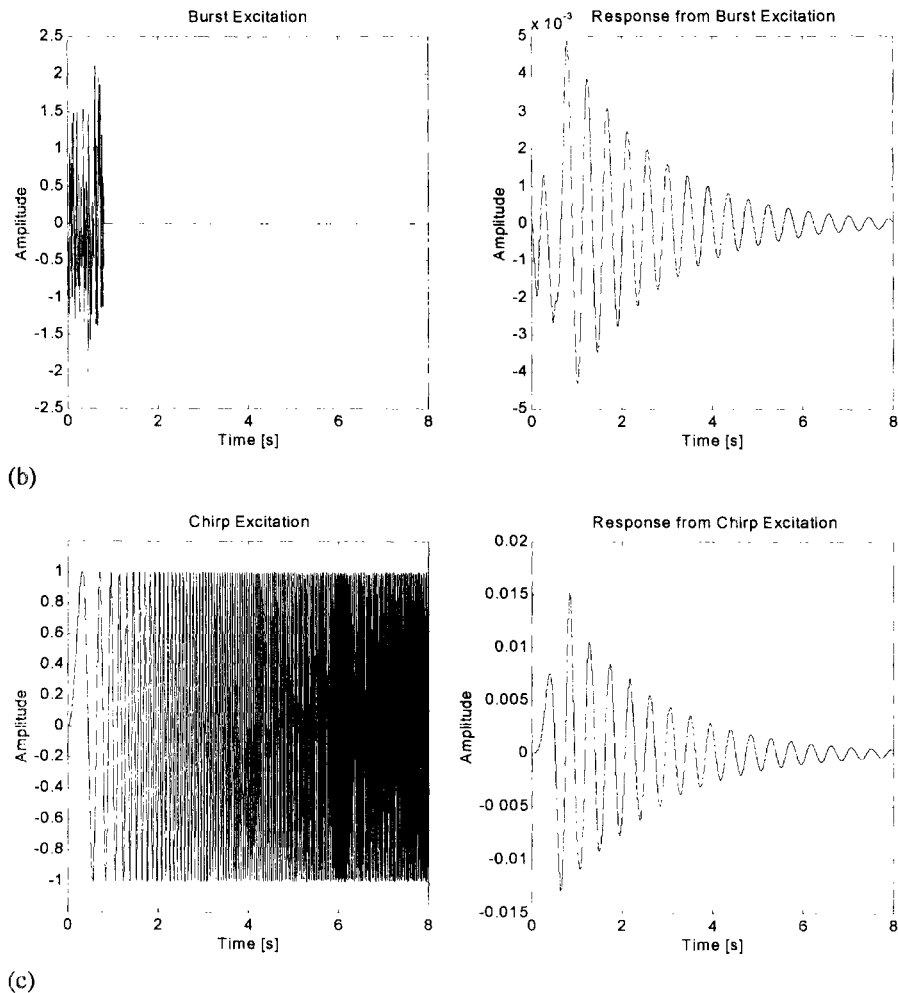 Burst Excitation
2.5
2
1.5
1
0.5
0
-0.5
-1
-1.5
-2
-2.5
Amplitude
0 2 4 6 8
Time [s]
Response from Burst Excitation
x 10-3
5
4
3
2
1
0
-1
-2
-3
-4
-5
Amplitude
0 2 4 6 8
Time [s]
(b)
Chirp Excitation
1
0.8
0.6
0.4
0.2
0
-0.2
-0.4
-0.6
-0.8
-1
Amplitude
0 2 4 6 8
Time [s]
Response from Chirp Excitation
0.02
0.015
0.01
0.005
0
-0 005
-0.01
-0.015
Amplitude
0 2 4 6 8
Time [s]
(c)